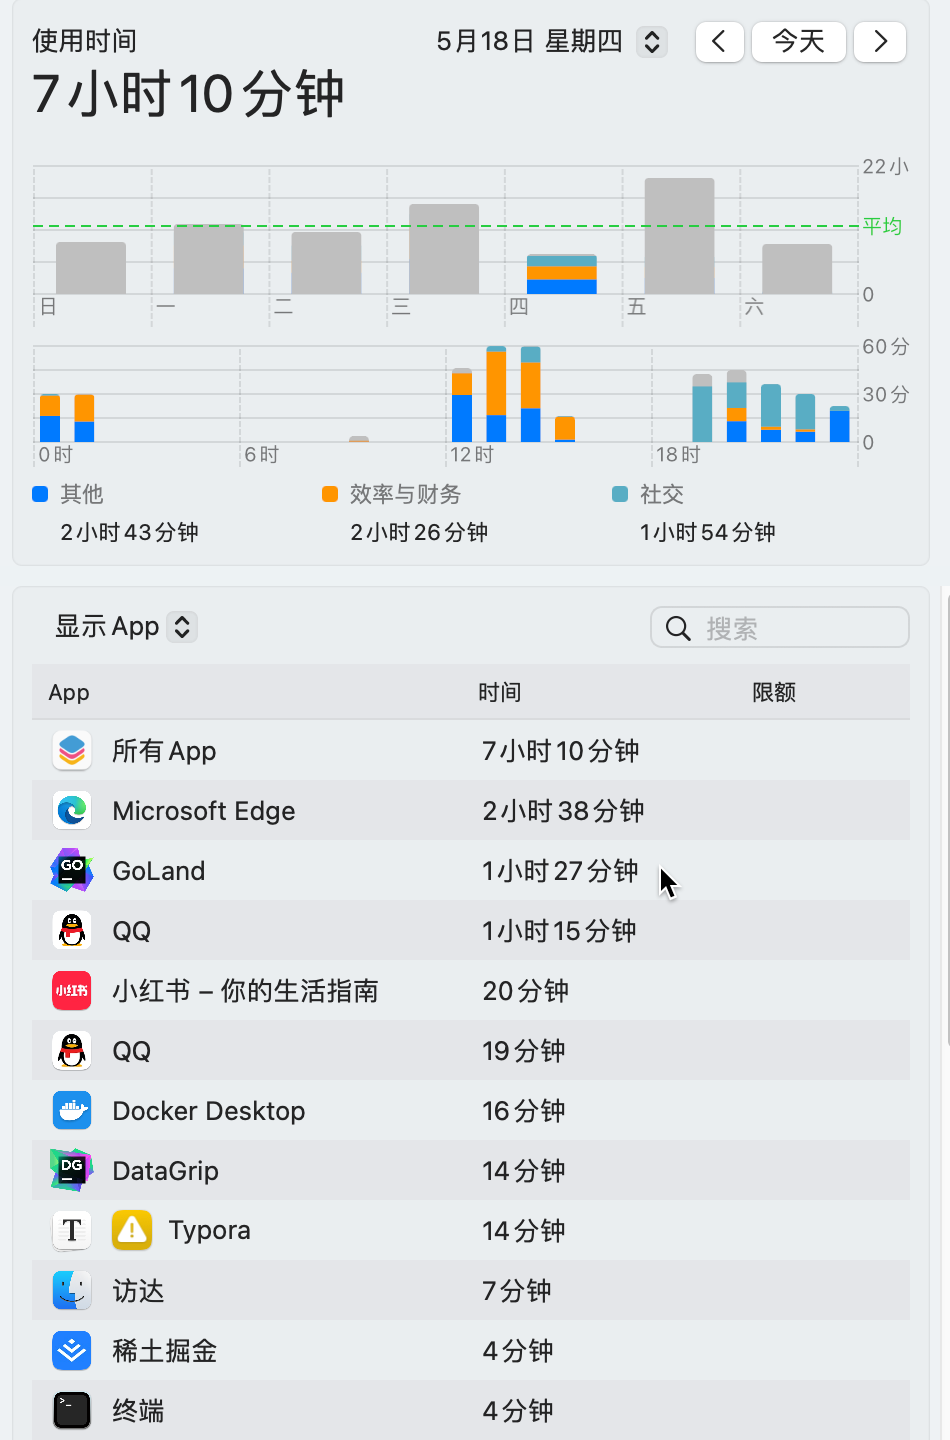 使用时间
5月18日 星期四
今天
7小时10分钟
22小
平均
0
日 一 二 三 四 五 六
60分
30分
0
0时 6时 12时 18时
其他 效率与财务 社交
2小时43分钟 2小时26分钟 1小时54分钟
显示 App
搜索
App 时间 限额
所有 App 7小时10分钟
Microsoft Edge 2小时38分钟
GO
GoLand 1小时27分钟
QQ 1小时15分钟
小红书
小红书 – 你的生活指南 20分钟
QQ 19分钟
Docker Desktop 16分钟
DG
DataGrip 14分钟
T
Typora 14分钟
访达 7分钟
稀土掘金 4分钟
>_
终端 4分钟